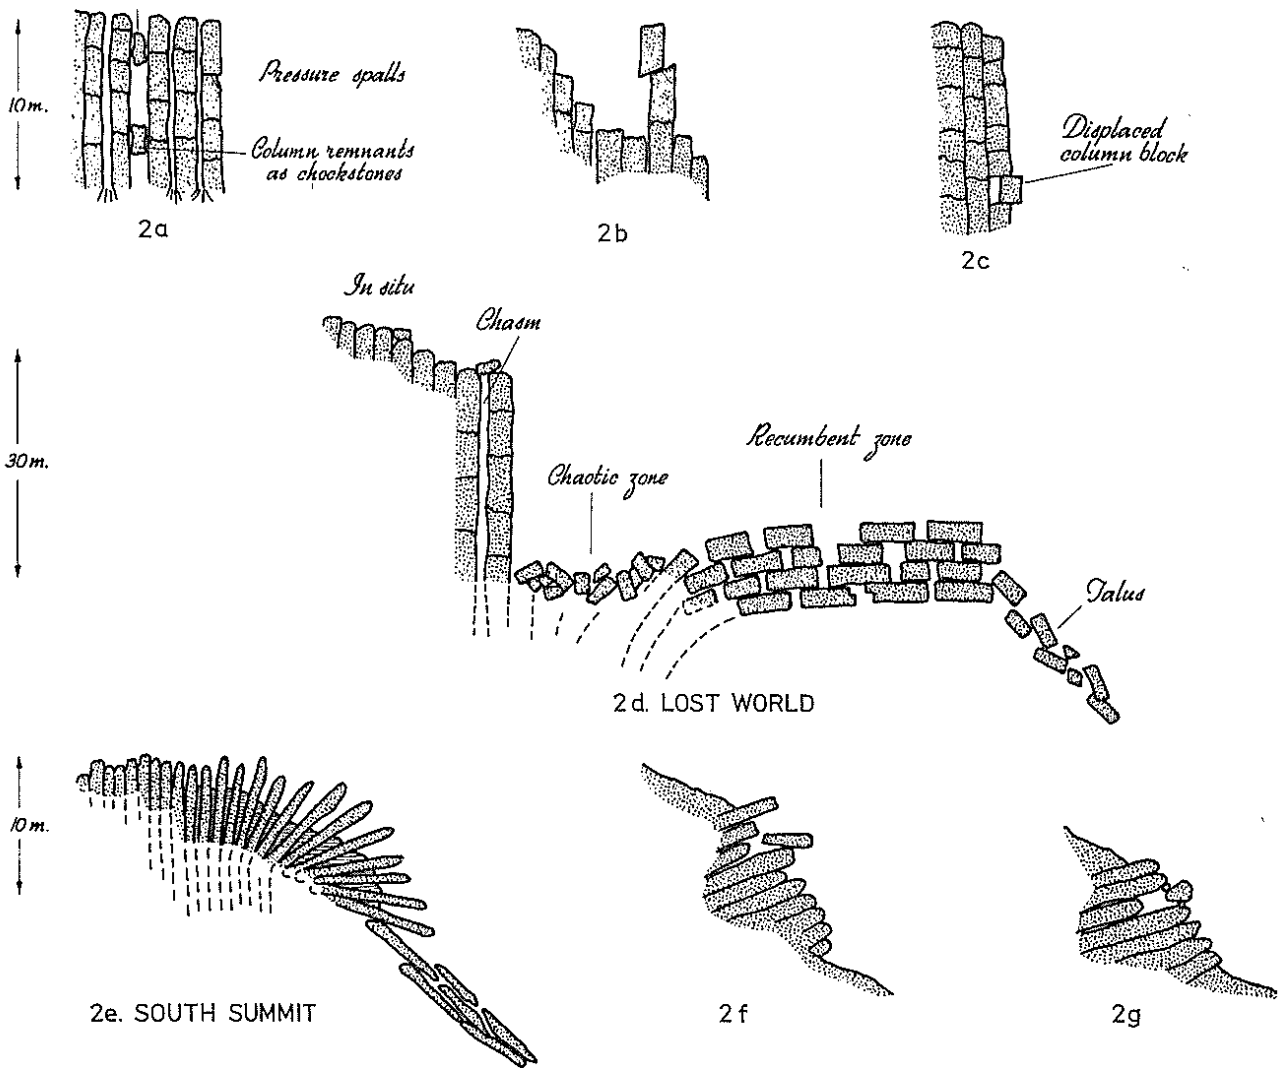 10m.
Pressure spalls
Column remnants
as chockstones
2a
2b
Displaced
column block
2c
In situ
Chasm
30m.
Chaotic zone
Recumbent zone
Talus
2d. LOST WORLD
10m.
2e. SOUTH SUMMIT
2f
2g